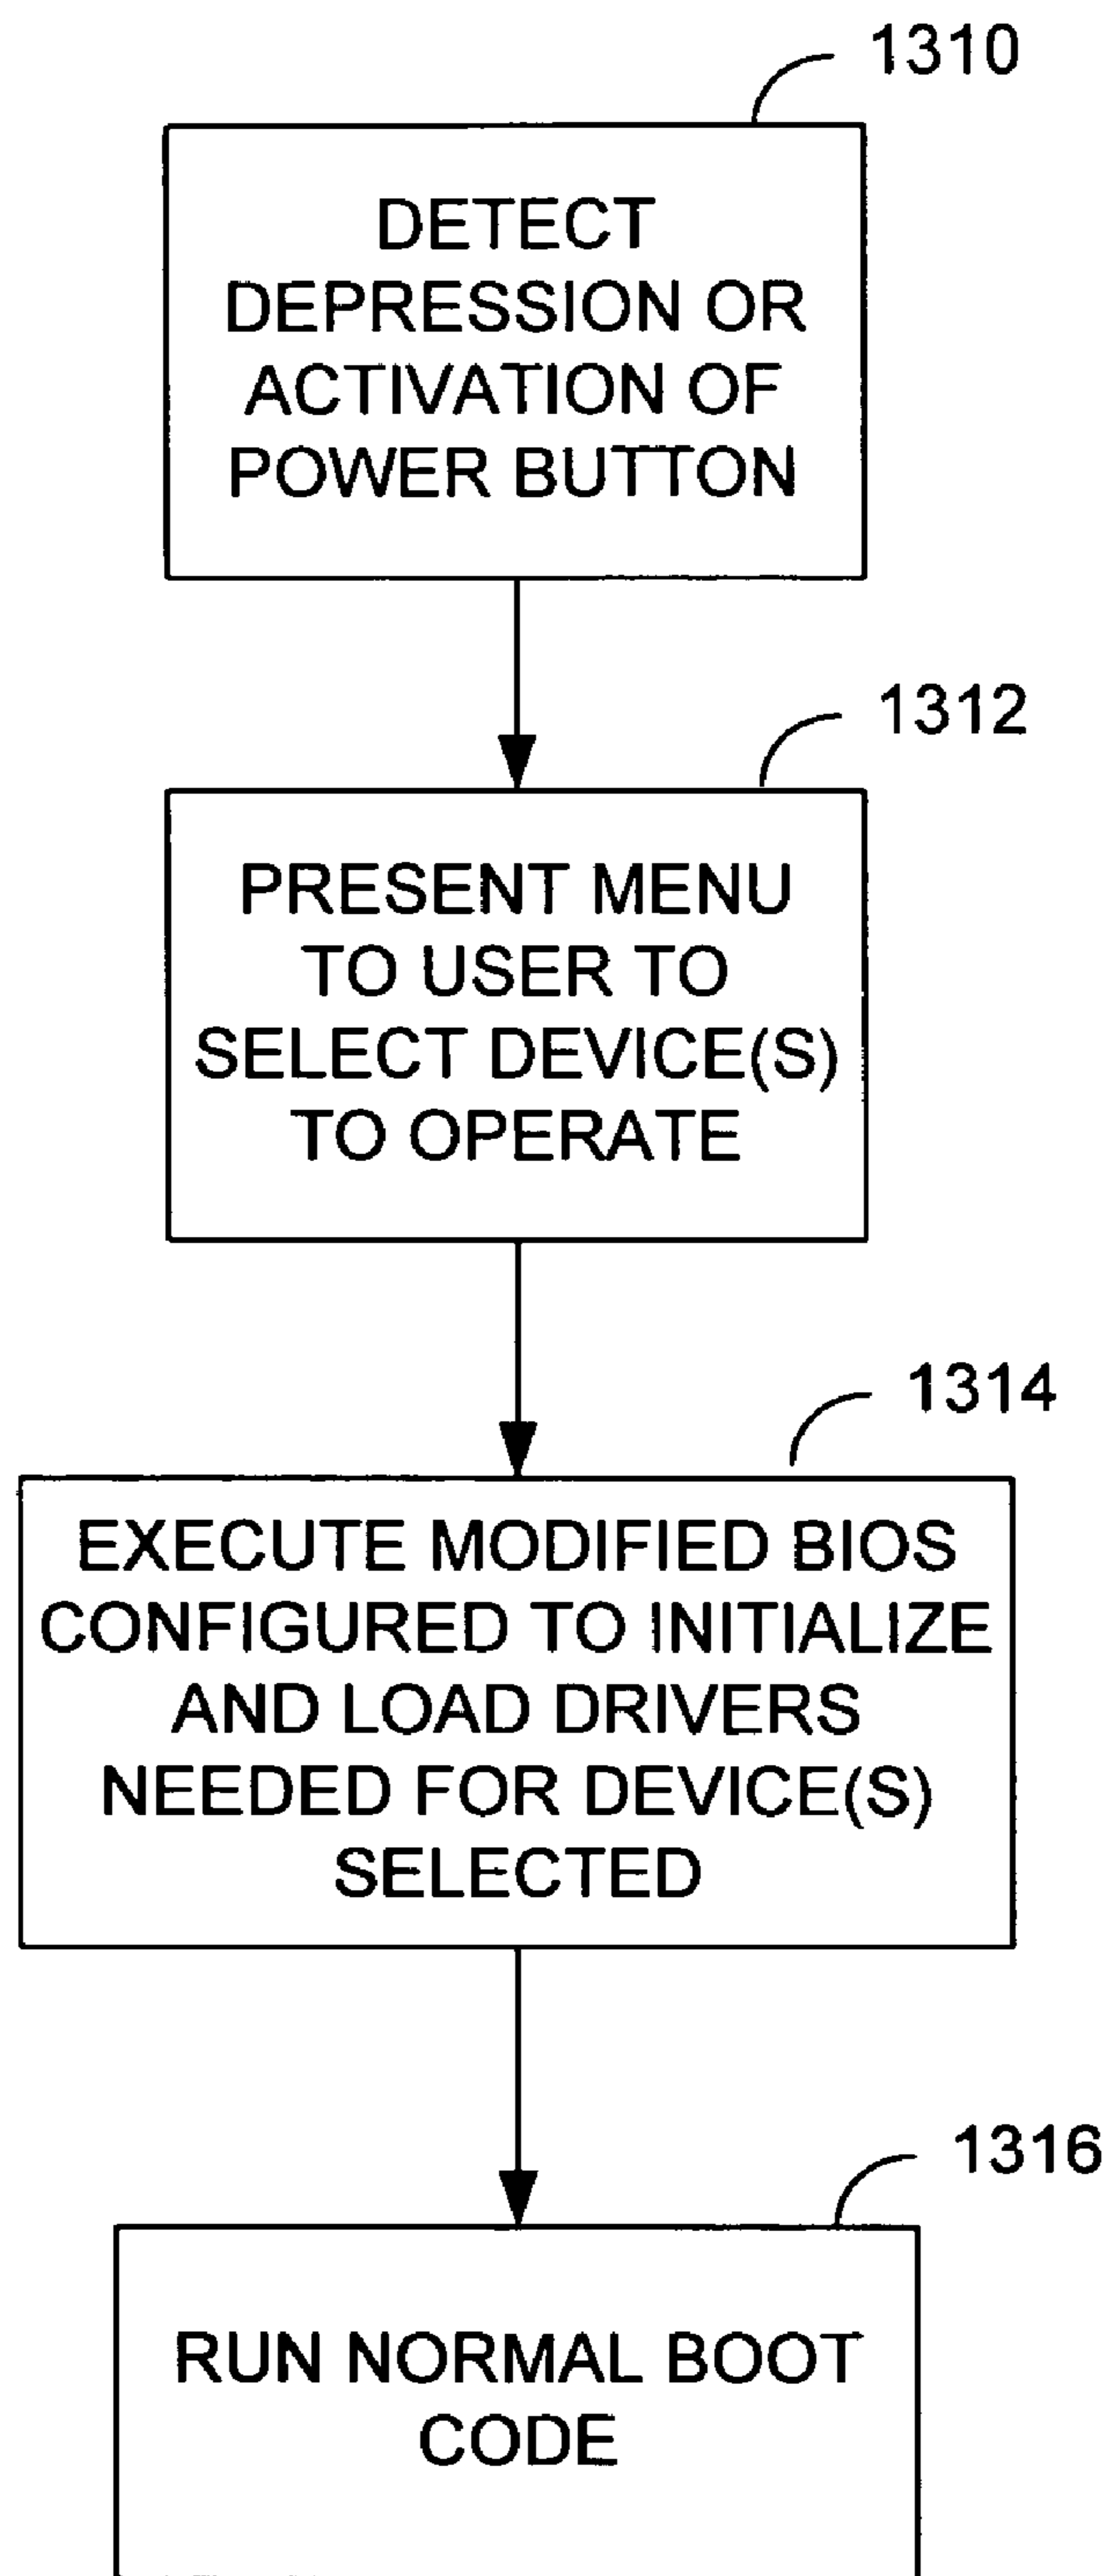 1310
DETECT
DEPRESSION OR
ACTIVATION OF
POWER BUTTON
1312
PRESENT MENU
TO USER TO
SELECT DEVICE(S)
TO OPERATE
1314
EXECUTE MODIFIED BIOS
CONFIGURED TO INITIALIZE
AND LOAD DRIVERS
NEEDED FOR DEVICE(S)
SELECTED
1316
RUN NORMAL BOOT
CODE